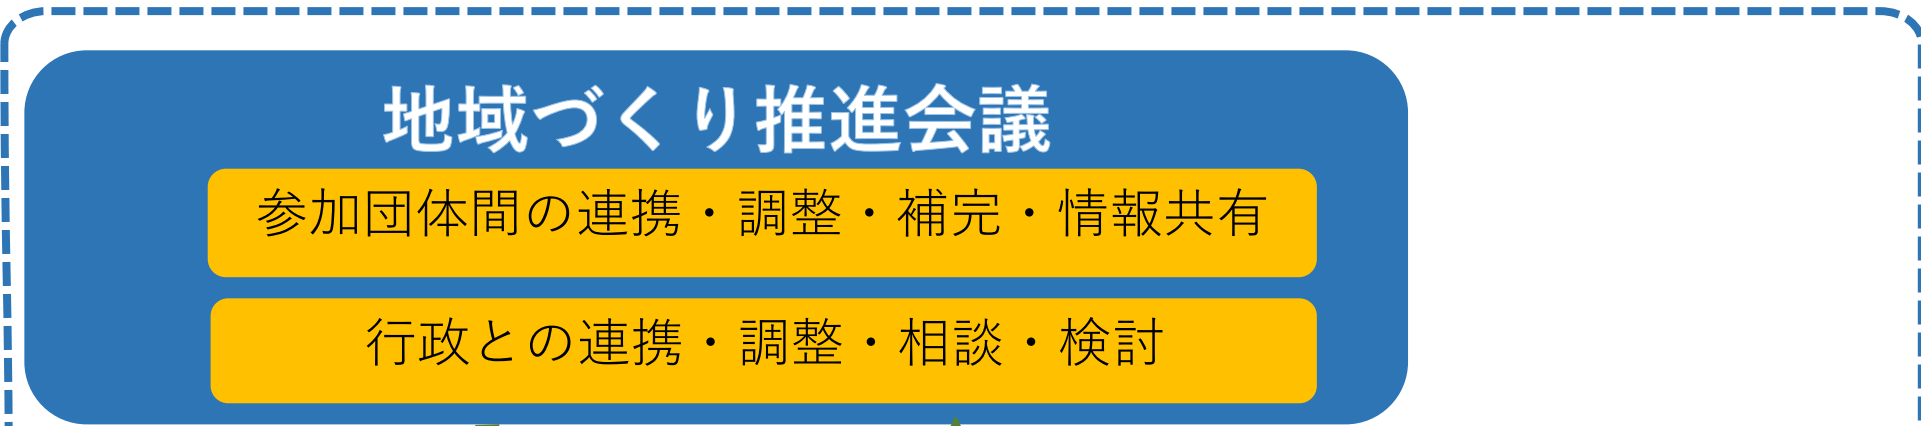 地域づくり推進会議
参加団体間の連携・調整・補完・情報共有
行政との連携・調整・相談・検討